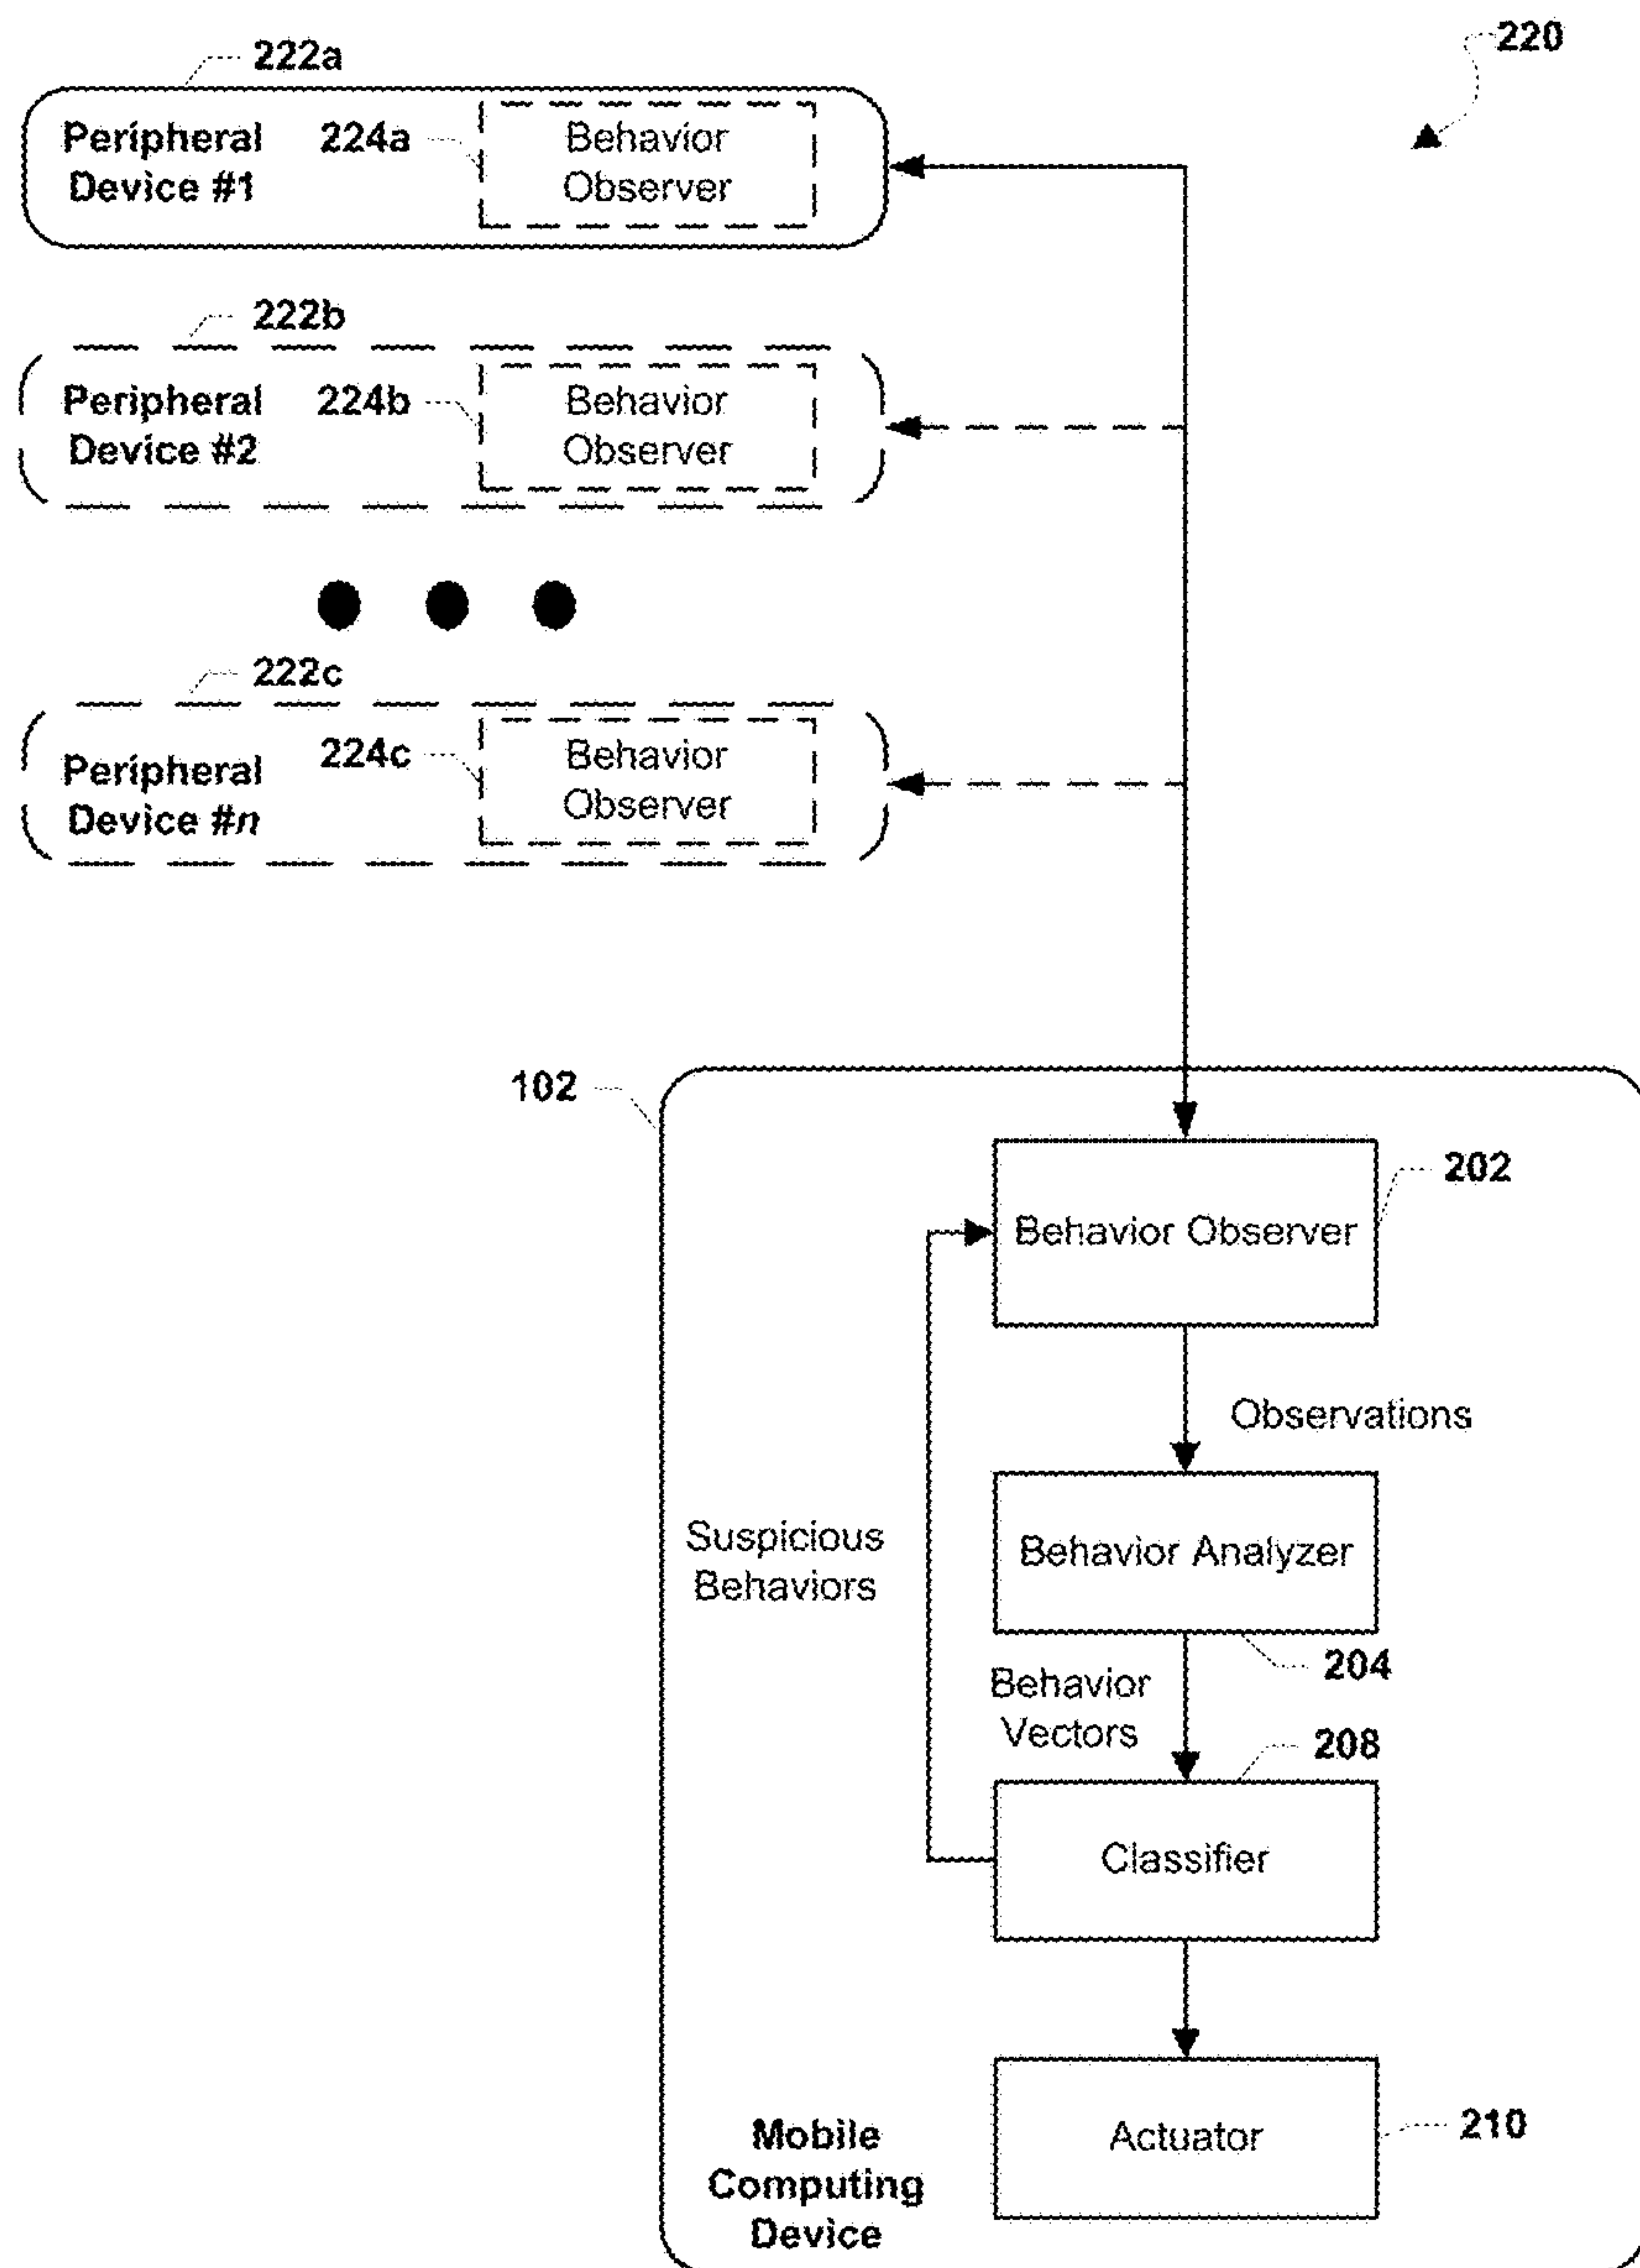 220
222a
Peripheral
Device #1
224a
Behavior
Observer
222b
Peripheral
Device #2
224b
Behavior
Observer
222c
Peripheral
Device #n
224c
Behavior
Observer
102
202
Behavior Observer
Observations
Suspicious
Behaviors
Behavior Analyzer
204
Behavior
Vectors
208
Classifier
Actuator
210
Mobile
Computing
Device